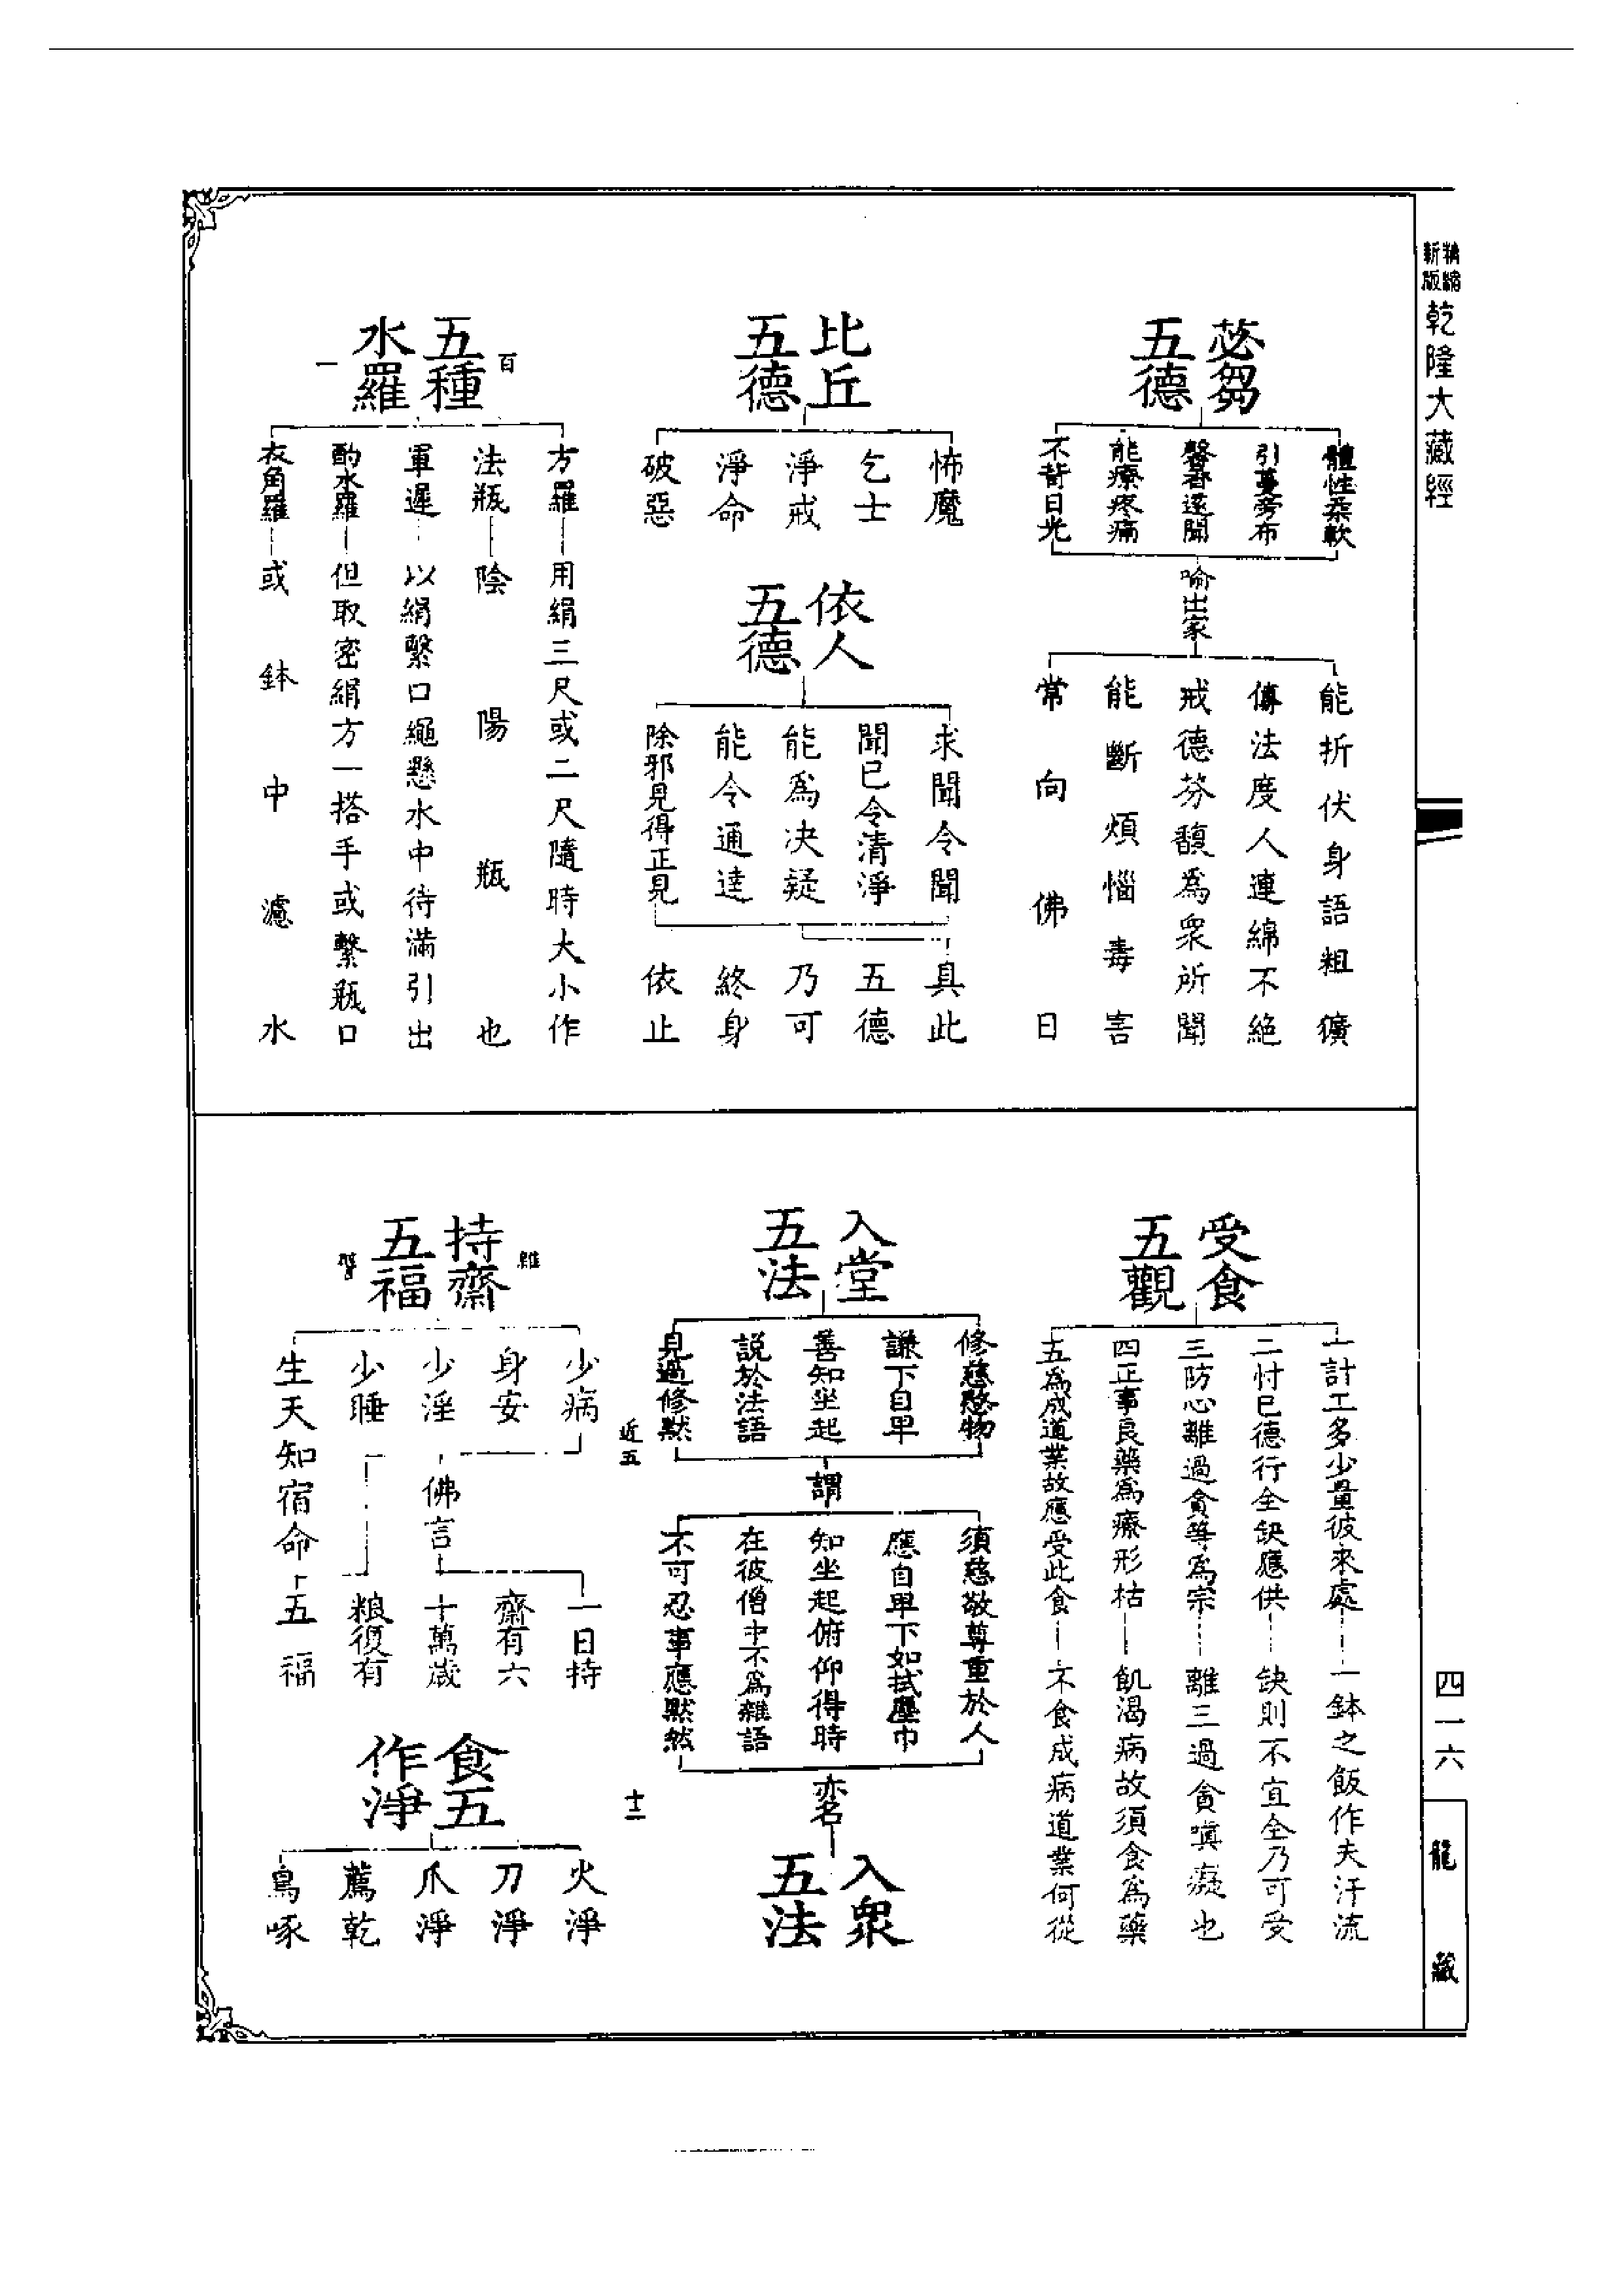 精縮
新版
乾隆大藏經
苾芻
五德
體性柔軟
引蔓旁布
馨香遠聞
能療疼痛
不背日光
喻出家
能折伏身語粗獷
傳法度人連綿不絕
戒德芬馥為衆所聞
能斷煩惱毒害
常向佛日
比丘
五德
怖魔
乞士
淨戒
淨命
破惡
依人
五德
求聞令聞
聞已令清淨
能為決疑
能令通達
除邪見得正見
具此
五德
乃可
終身
依止
百
五種
水羅
一
方羅
用絹三尺或二尺隨時大小作
法瓶
陰陽瓶也
軍遲
以絹繫口繩懸水中待滿引出
酌水羅
但取密絹方一搭手或繫瓶口
衣角羅
或鉢中濾水
受食
五觀
一計工多少量彼來處
一鉢之飯作夫汗流
二忖己德行全缺應供
缺則不宜全乃可受
三防心離過貪等為宗
離三過貪嗔癡也
四正事良藥為療形枯
飢渴病故須食為藥
五為成道業故應受此食
不食成病道業何從
入堂
五法
修慈愍物
謙下自卑
善知坐起
說於法語
見過修默
謂
須慈敬尊重於人
應自卑下如拭塵巾
知坐起俯仰得時
在彼僧中不為雜語
不可忍事應默然
亦名
入衆
五法
近五
十二
持齋
五福
少病
身安
少淫
少睡
生天知宿命
佛言
一日持
齋有六
十萬歲
粮復有
五福
食五
作淨
火淨
刀淨
爪淨
蔫乾
鳥啄
四一六
龍藏